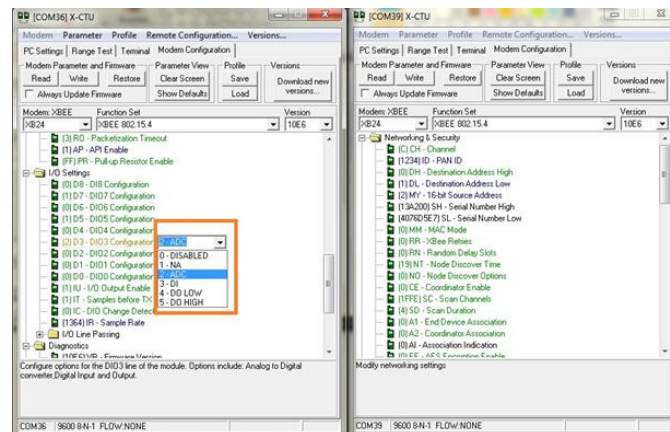 [COM36] X-CTU
Modem Parameter Profile Remote Configuration... Versions...
PC Settings Range Test Terminal Modem Configuration
Modem Parameter and Firmware Parameter View Profile Versions
Read Write Restore Clear Screen Save Download new versions...
Always Update Firmware Show Defaults Load
Modem: XBEE Function Set Version
XB24 XBEE 802.15.4 10E6
(3) RO - Packetization Timeout
(1) AP - API Enable
(FF) PR - Pull-up Resistor Enable
I/O Settings
(0) D8 - DI8 Configuration
(0) D7 - DIO7 Configuration
(0) D6 - DIO6 Configuration
(1) D5 - DIO5 Configuration
(0) D4 - DIO4 Configuration
(2) D3 - DIO3 Configuration 2 - ADC
(0) D2 - DIO2 Configuration
(0) D1 - DIO1 Configuration
(0) D0 - DIO0 Configuration
0 - DISABLED
1 - NA
2 - ADC
3 - DI
4 - DO LOW
5 - DO HIGH
(1) IU - I/O Output Enable
(1) IT - Samples before TX
(0) IC - DIO Change Detect
(1364) IR - Sample Rate
I/O Line Passing
Diagnostics
(10E6) VR - Firmware Version
Configure options for the DIO3 line of the module. Options include: Analog to Digital
converter,Digital Input and Output.
COM36 9600 8-N-1 FLOW:NONE
[COM39] X-CTU
Modem Parameter Profile Remote Configuration... Versions...
PC Settings Range Test Terminal Modem Configuration
Modem Parameter and Firmware Parameter View Profile Versions
Read Write Restore Clear Screen Save Download new versions...
Always Update Firmware Show Defaults Load
Modem: XBEE Function Set Version
XB24 XBEE 802.15.4 10E6
Networking & Security
(C) CH - Channel
(1234) ID - PAN ID
(0) DH - Destination Address High
(1) DL - Destination Address Low
(2) MY - 16-bit Source Address
(13A200) SH - Serial Number High
(4076D5E7) SL - Serial Number Low
(0) MM - MAC Mode
(0) RR - XBee Retries
(0) RN - Random Delay Slots
(19) NT - Node Discover Time
(0) NO - Node Discover Options
(0) CE - Coordinator Enable
(1FFE) SC - Scan Channels
(4) SD - Scan Duration
(0) A1 - End Device Association
(0) A2 - Coordinator Association
(0) AI - Association Indication
(0) EE - AES Encryption Enable
Modify networking settings
COM39 9600 8-N-1 FLOW:NONE